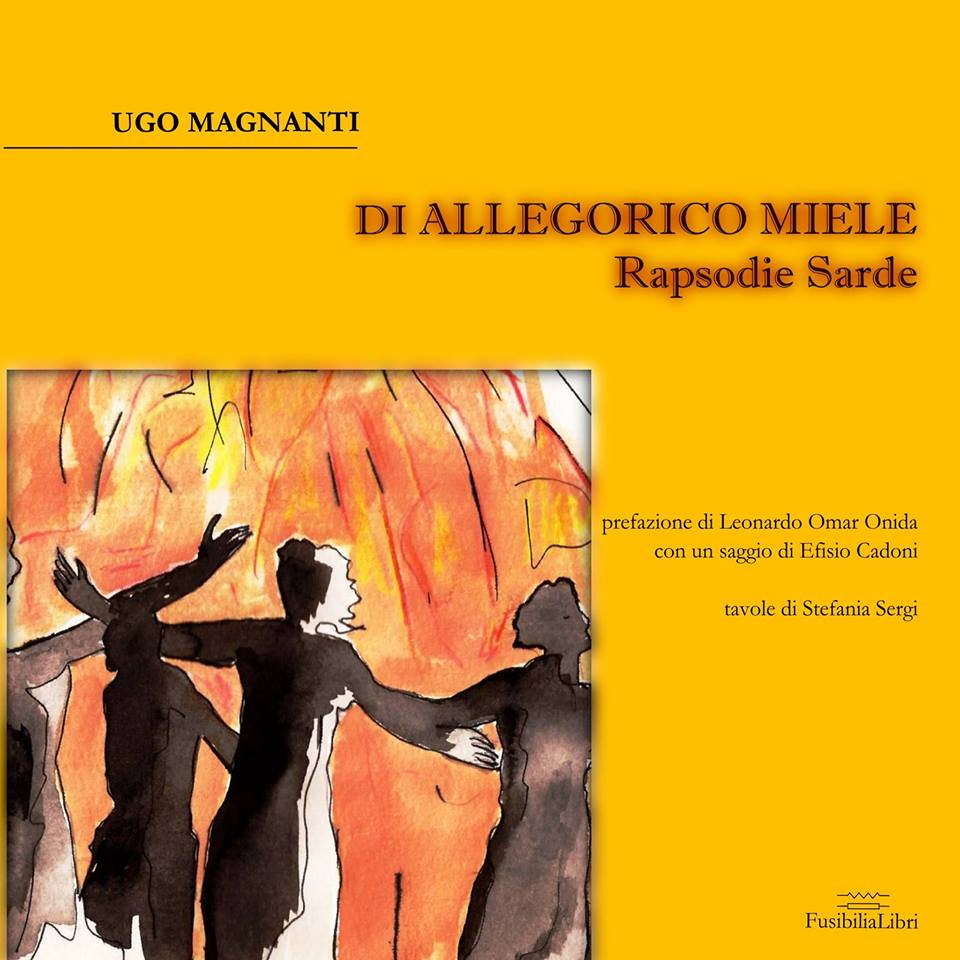 UGO MAGNANTI
DI ALLEGORICO MIELE
Rapsodie Sarde
prefazione di Leonardo Omar Onida
con un saggio di Efisio Cadoni
tavole di Stefania Sergi
FusibiliaLibri